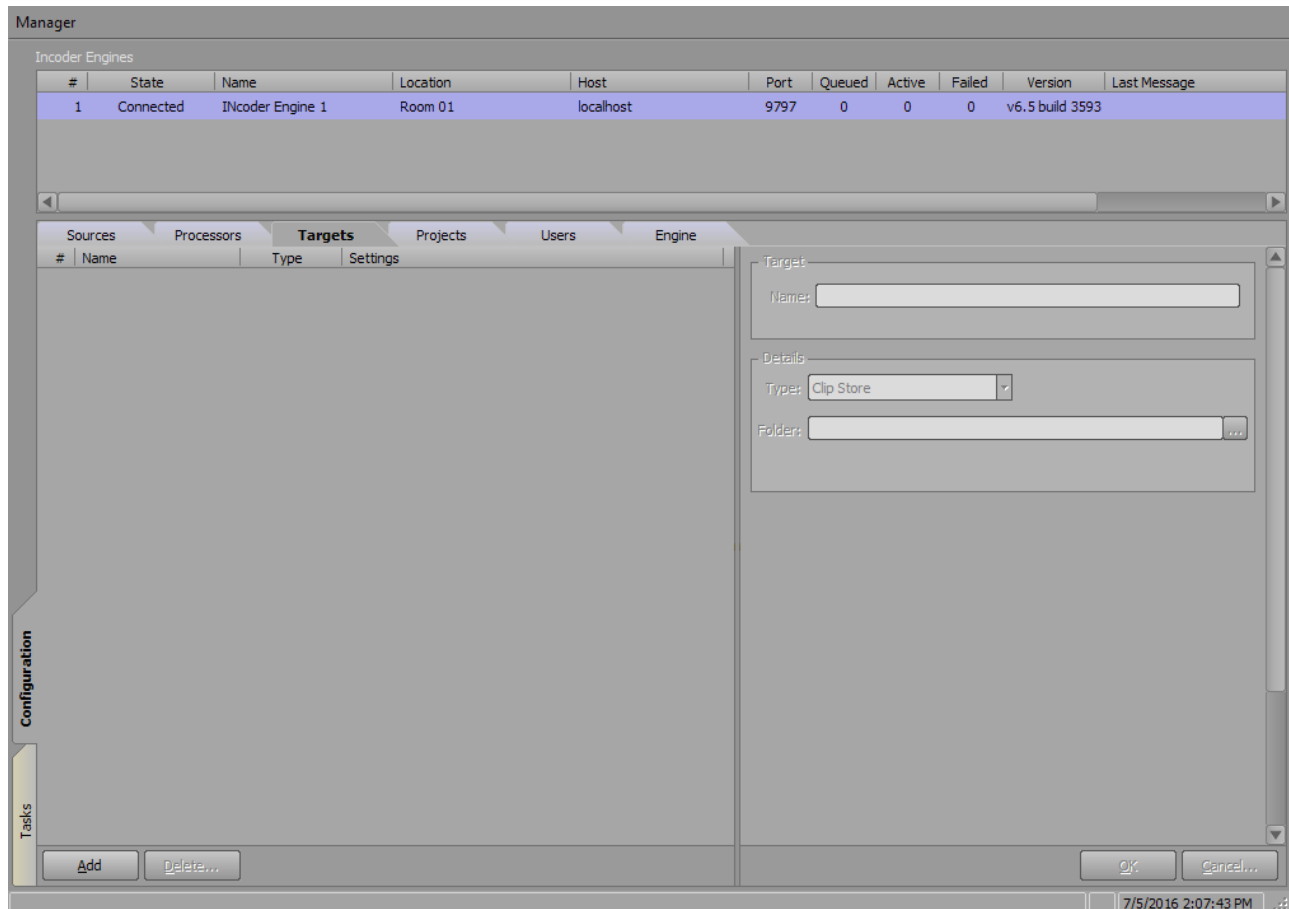 Manager
Incoder Engines
# State Name Location Host Port Queued Active Failed Version Last Message
1 Connected INcoder Engine 1 Room 01 localhost 9797 0 0 0 v6.5 build 3593
Sources Processors Targets Projects Users Engine
# Name Type Settings
Target
Name:
Details
Type: Clip Store
Folder: ...
Configuration
Tasks
Add Delete... OK Cancel...
7/5/2016 2:07:43 PM